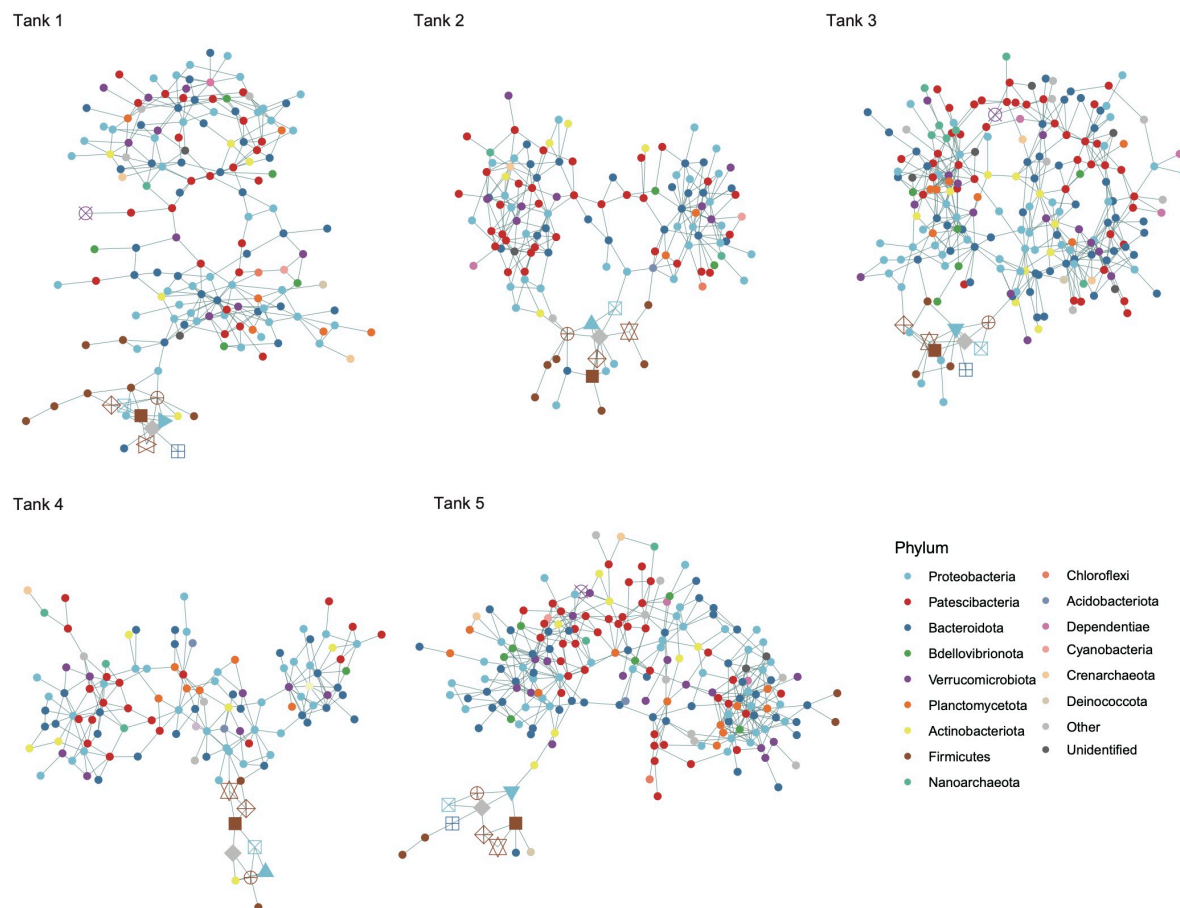 Tank 1
Tank 2
Tank 3
Tank 4
Tank 5
Phylum
Proteobacteria
Patescibacteria
Bacteroidota
Bdellovibrionota
Verrucomicrobiota
Planctomycetota
Actinobacteriota
Firmicutes
Nanoarchaeota
Chloroflexi
Acidobacteriota
Dependentiae
Cyanobacteria
Crenarchaeota
Deinococcota
Other
Unidentified